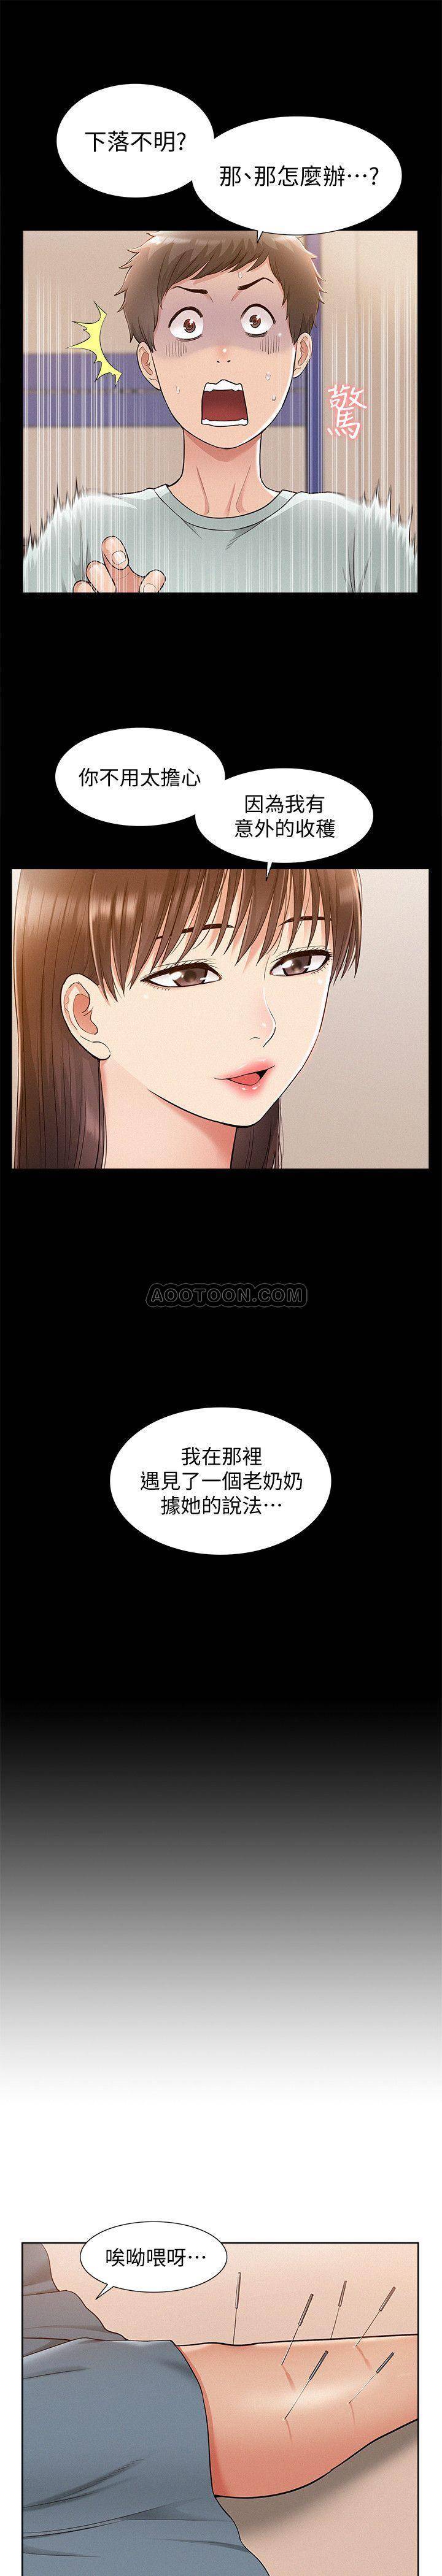 下落不明?
那、那怎麼辦…?
驚
你不用太擔心
因為我有
意外的收穫
AOOTOON.COM
我在那裡
遇見了一個老奶奶
據她的說法…
唉呦喂呀…